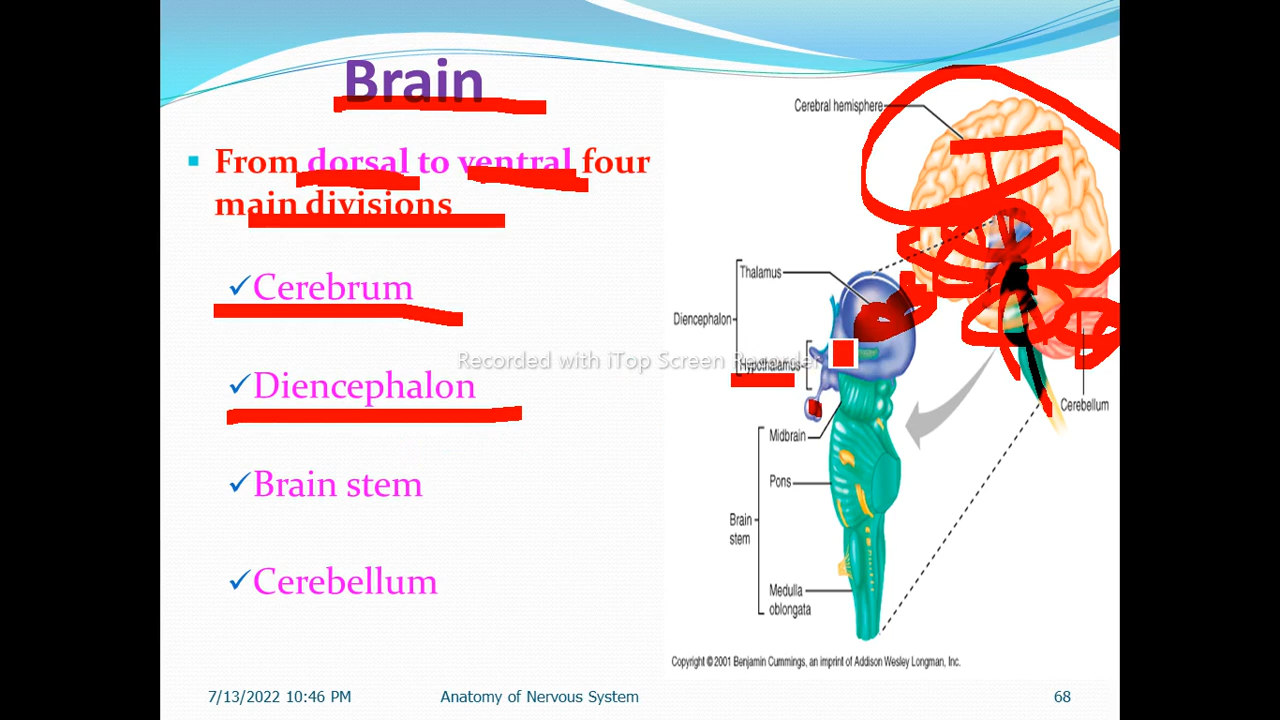 Brain
From dorsal to ventral four
main divisions
Cerebrum
Diencephalon
Brain stem
Cerebellum
Cerebral hemisphere
Thalamus
Diencephalon
Hypothalamus
Cerebellum
Midbrain
Pons
Brain
stem
Medulla
oblongata
Recorded with iTop Screen Recorder
Copyright © 2001 Benjamin Cummings, an imprint of Addison Wesley Longman, Inc.
7/13/2022 10:46 PM
Anatomy of Nervous System
68